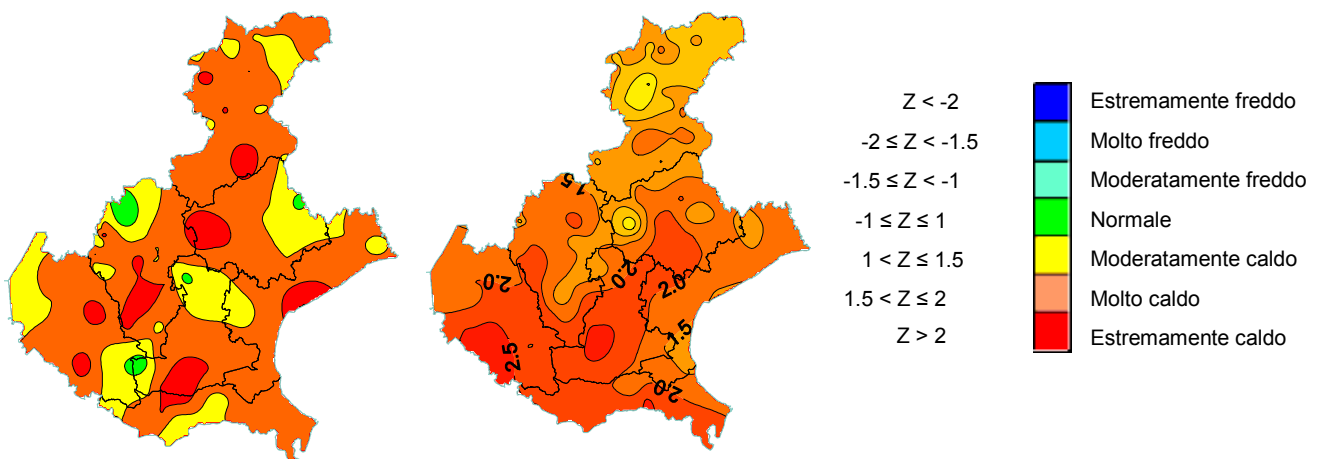 Z < -2 Estremamente freddo
-2 ≤ Z < -1.5 Molto freddo
-1.5 ≤ Z < -1 Moderatamente freddo
-1 ≤ Z ≤ 1 Normale
1 < Z ≤ 1.5 Moderatamente caldo
1.5 < Z ≤ 2 Molto caldo
Z > 2 Estremamente caldo
1.5
2.0
2.0
2.0
1.5
2.5
2.0